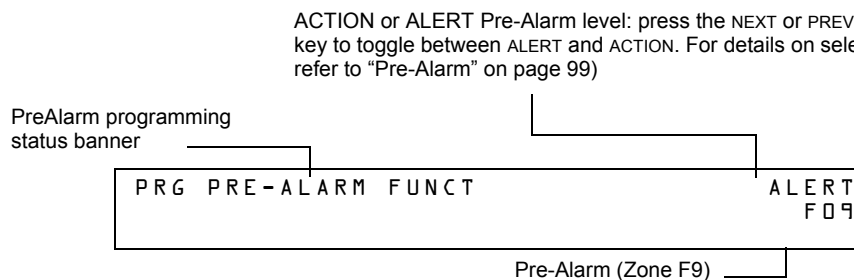 ACTION or ALERT Pre-Alarm level: press the NEXT or PREV
key to toggle between ALERT and ACTION. For details on sele
refer to “Pre-Alarm” on page 99)
PreAlarm programming
status banner
PRG PRE-ALARM FUNCT ALERT
F09
Pre-Alarm (Zone F9)